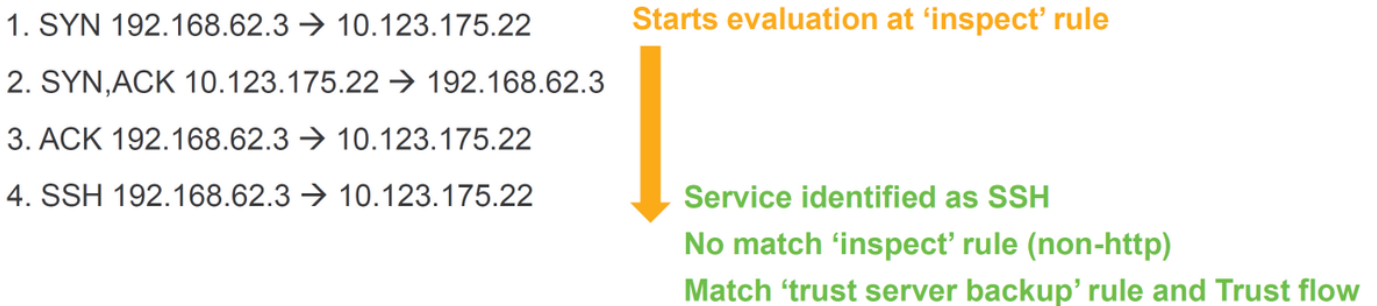 1. SYN 192.168.62.3 → 10.123.175.22
Starts evaluation at ‘inspect’ rule
2. SYN,ACK 10.123.175.22 → 192.168.62.3
3. ACK 192.168.62.3 → 10.123.175.22
4. SSH 192.168.62.3 → 10.123.175.22
Service identified as SSH
No match ‘inspect’ rule (non-http)
Match ‘trust server backup’ rule and Trust flow